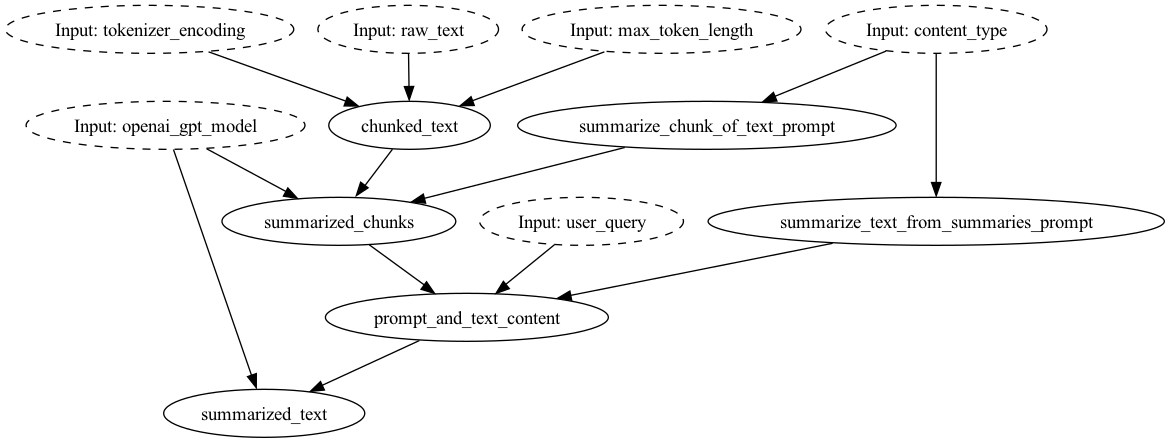 Input: tokenizer_encoding
Input: raw_text
Input: max_token_length
Input: content_type
Input: openai_gpt_model
chunked_text
summarize_chunk_of_text_prompt
summarized_chunks
Input: user_query
summarize_text_from_summaries_prompt
prompt_and_text_content
summarized_text